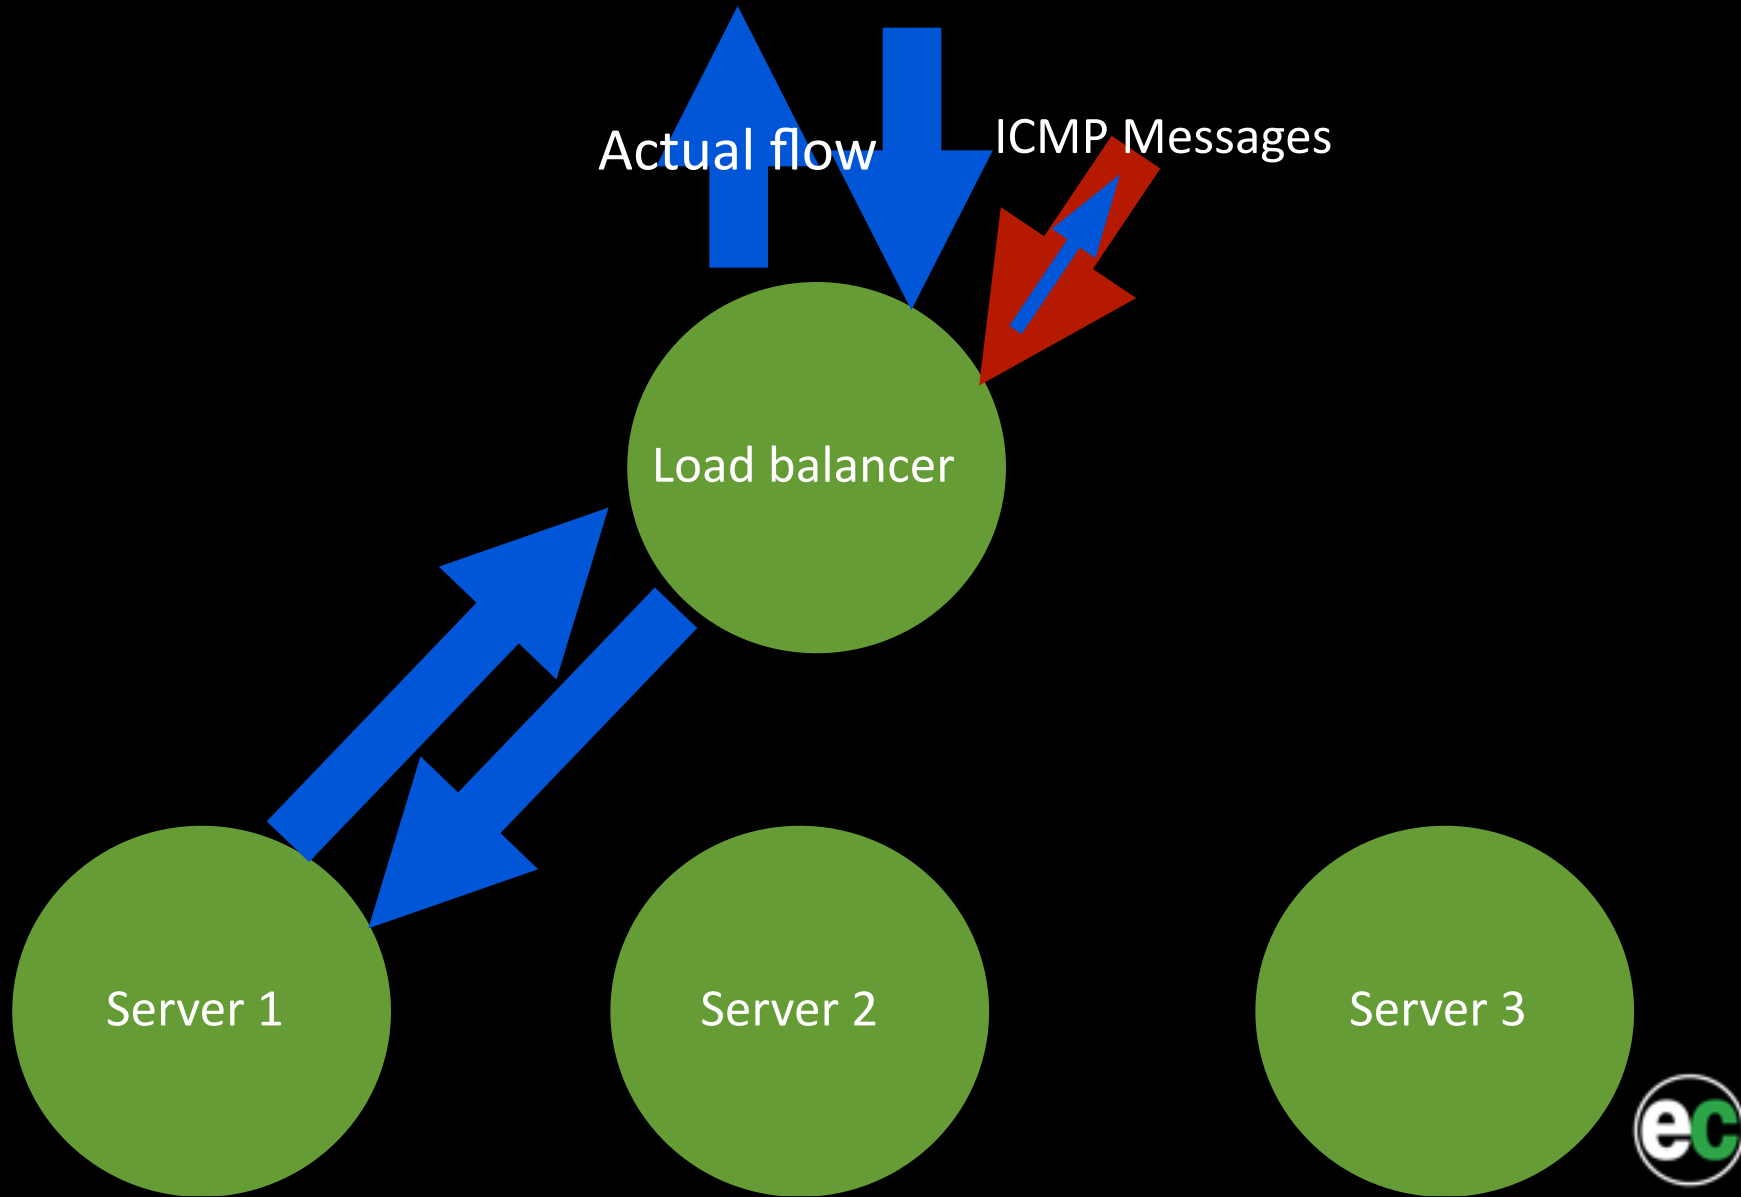 ICMP Messages
Actual flow
Load balancer
Server 1
Server 2
Server 3
ec